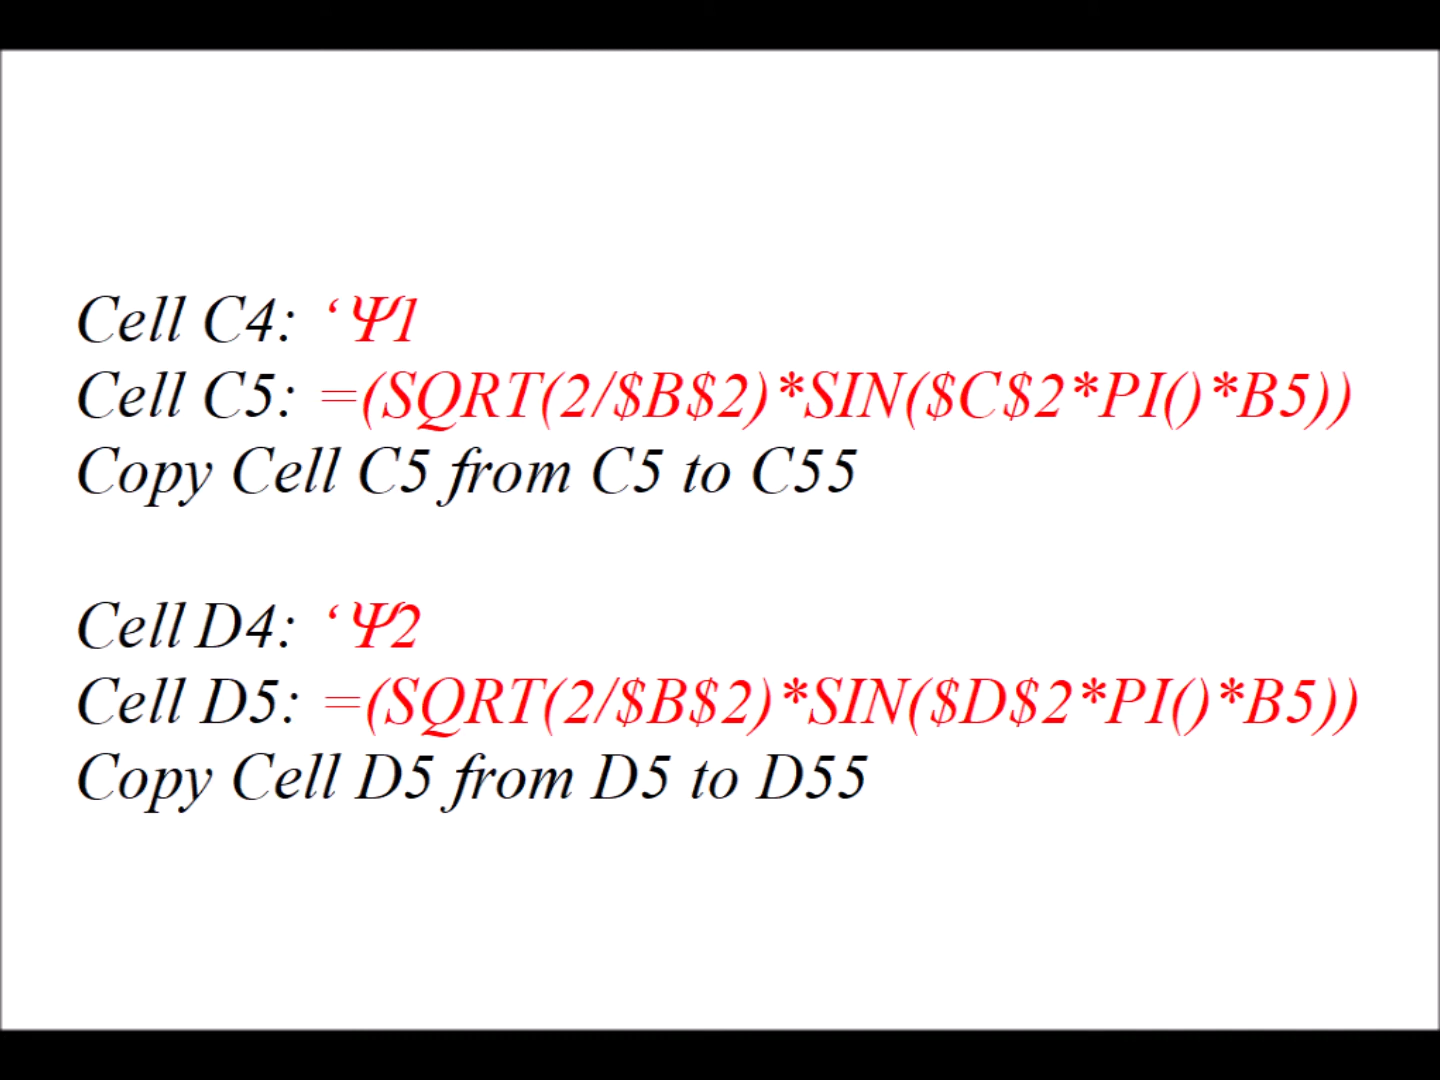 Cell C4: ‘Ψ1
Cell C5: =(SQRT(2/$B$2)*SIN($C$2*PI()*B5))
Copy Cell C5 from C5 to C55
Cell D4: ‘Ψ2
Cell D5: =(SQRT(2/$B$2)*SIN($D$2*PI()*B5))
Copy Cell D5 from D5 to D55